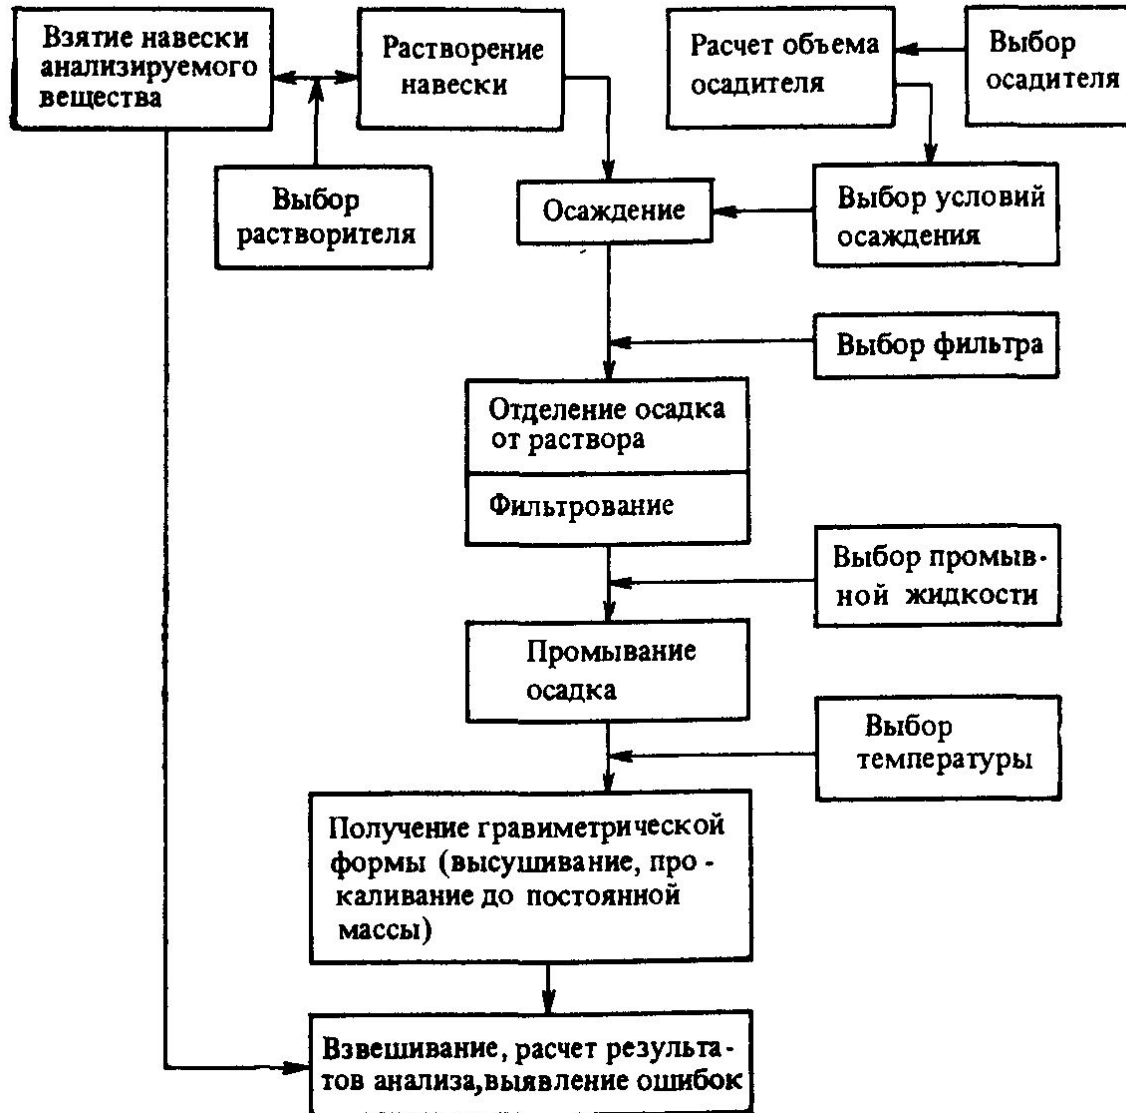 Взятие навески
анализируемого
вещества
Растворение
навески
Расчет объема
осадителя
Выбор
осадителя
Выбор
растворителя
Осаждение
Выбор условий
осаждения
Выбор фильтра
Отделение осадка
от раствора
Фильтрование
Выбор промыв-
ной жидкости
Промывание
осадка
Выбор
температуры
Получение гравиметрической
формы (высушивание, про-
каливание до постоянной
массы)
Взвешивание, расчет результа-
тов анализа, выявление ошибок